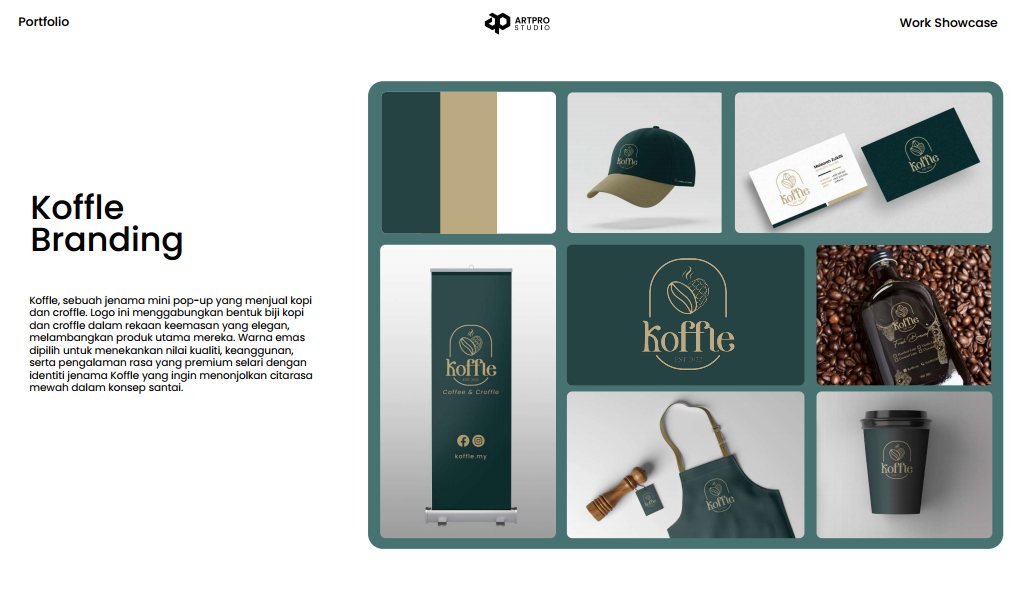 Portfolio
ARTPRO
STUDIO
Work Showcase
Koffle
Branding
Koffle, sebuah jenama mini pop-up yang menjual kopi
dan croffle. Logo ini menggabungkan bentuk biji kopi
dan croffle dalam rekaan keemasan yang elegan,
melambangkan produk utama mereka. Warna emas
dipilih untuk menekankan nilai kualiti, keanggunan,
serta pengalaman rasa yang premium selari dengan
identiti jenama Koffle yang ingin menonjolkan citarasa
mewah dalam konsep santai.
koffle
koffle
koffle
koffle
Coffee & Croffle
koffle.my
koffle
EST 2022
koffle
koffle
koffle